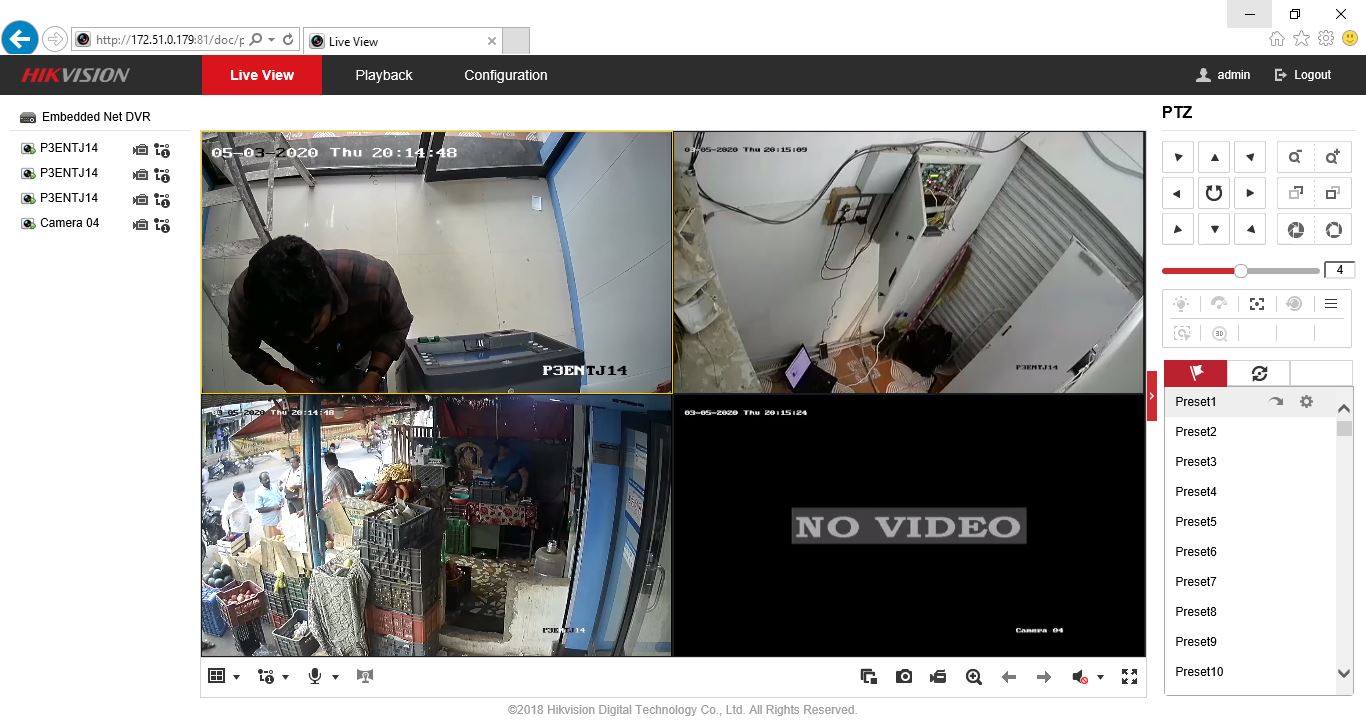 http://172.51.0.179:81/doc/p
Live View
HIKVISION
Live View
Playback
Configuration
admin
Logout
Embedded Net DVR
P3ENTJ14
P3ENTJ14
P3ENTJ14
Camera 04
05-03-2020 Thu 20:14:48
P3ENTJ14
03-05-2020 Thu 20:15:09
P3ENTJ14
03-05-2020 Thu 20:14:48
P3ENTJ14
03-05-2020 Thu 20:15:24
NO VIDEO
Camera 04
PTZ
4
3D
Preset1
Preset2
Preset3
Preset4
Preset5
Preset6
Preset7
Preset8
Preset9
Preset10
©2018 Hikvision Digital Technology Co., Ltd. All Rights Reserved.